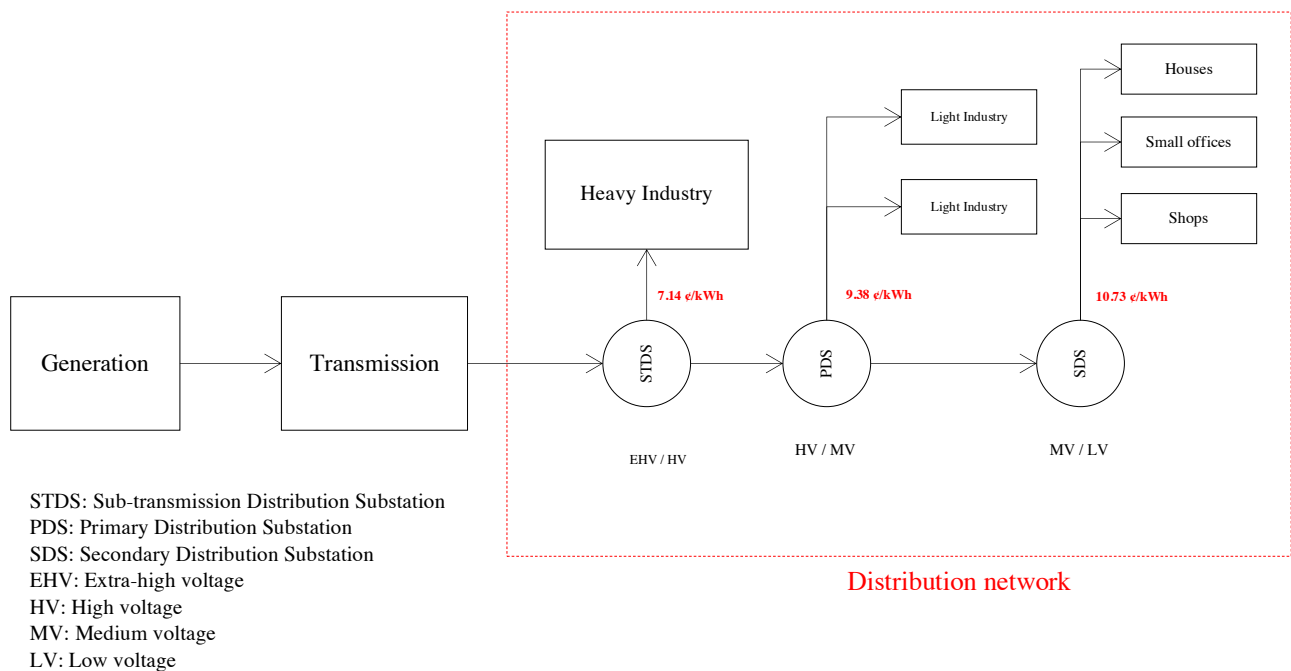 Houses
Light Industry
Small offices
Heavy Industry
Light Industry
Shops
7.14 ¢/kWh
9.38 ¢/kWh
10.73 ¢/kWh
Generation
Transmission
STDS
PDS
SDS
EHV / HV
HV / MV
MV / LV
STDS: Sub-transmission Distribution Substation
PDS: Primary Distribution Substation
SDS: Secondary Distribution Substation
EHV: Extra-high voltage
HV: High voltage
MV: Medium voltage
LV: Low voltage
Distribution network